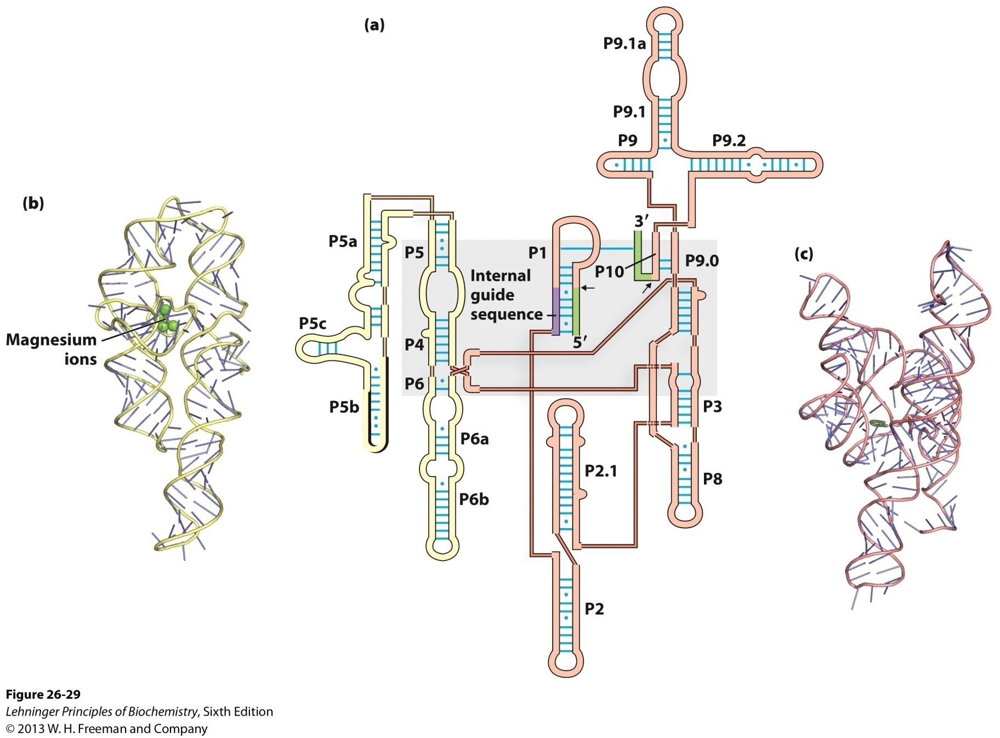 (a)
P9.1a
P9.1
P9
P9.2
(b)
3′
P5a
P5
P1
P10
P9.0
(c)
Internal
guide
sequence
P5c
Magnesium
ions
P4
5′
P6
P5b
P3
P6a
P2.1
P8
P6b
P2
Figure 26-29
Lehninger Principles of Biochemistry, Sixth Edition
© 2013 W. H. Freeman and Company